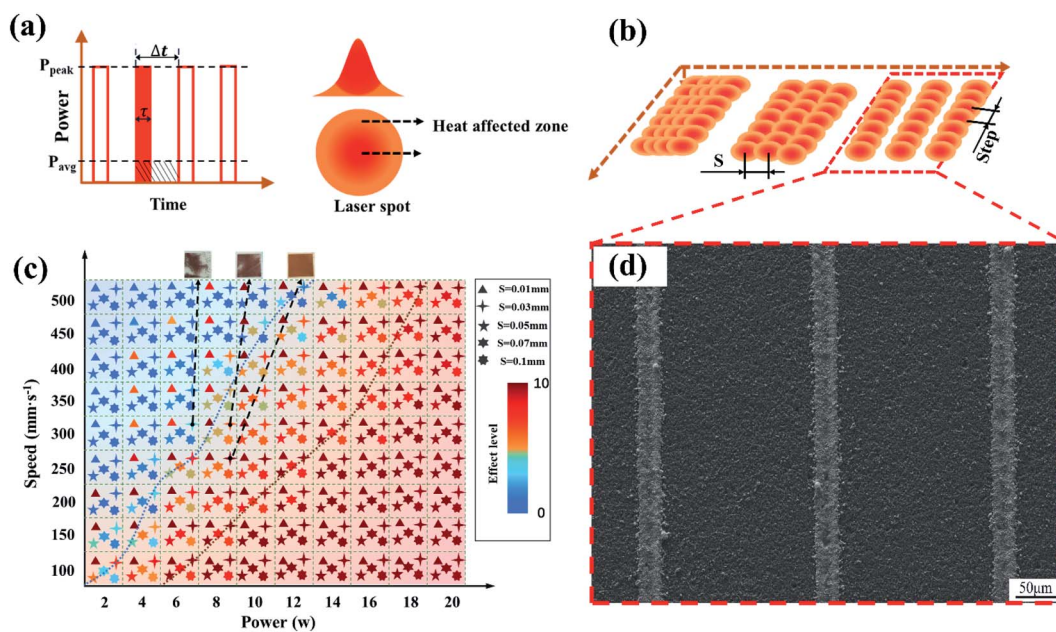 (a)
Δt
P_peak
τ
Power
P_avg
Time
Heat affected zone
Laser spot
(b)
S
Step
(c)
Speed (mm·s⁻¹)
500
450
400
350
300
250
200
150
100
2 4 6 8 10 12 14 16 18 20
Power (w)
S=0.01mm
S=0.03mm
S=0.05mm
S=0.07mm
S=0.1mm
10
Effect level
0
(d)
50μm